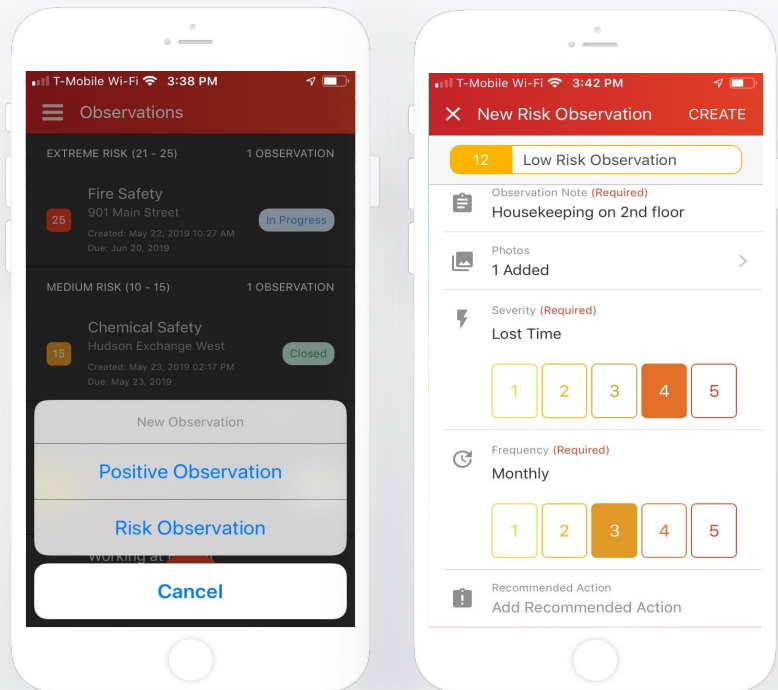 T-Mobile Wi-Fi 3:38 PM
Observations
EXTREME RISK (21 - 25) 1 OBSERVATION
Fire Safety
901 Main Street
25
In Progress
Created: May 22, 2019 10:27 AM
Due: Jun 20, 2019
MEDIUM RISK (10 - 15) 1 OBSERVATION
Chemical Safety
Hudson Exchange West
15
Closed
Created: May 23, 2019 02:17 PM
Due: May 23, 2019
New Observation
Positive Observation
Risk Observation
Working at
Cancel
T-Mobile Wi-Fi 3:42 PM
New Risk Observation CREATE
12 Low Risk Observation
Observation Note (Required)
Housekeeping on 2nd floor
Photos
1 Added
Severity (Required)
Lost Time
1 2 3 4 5
Frequency (Required)
Monthly
1 2 3 4 5
Recommended Action
Add Recommended Action